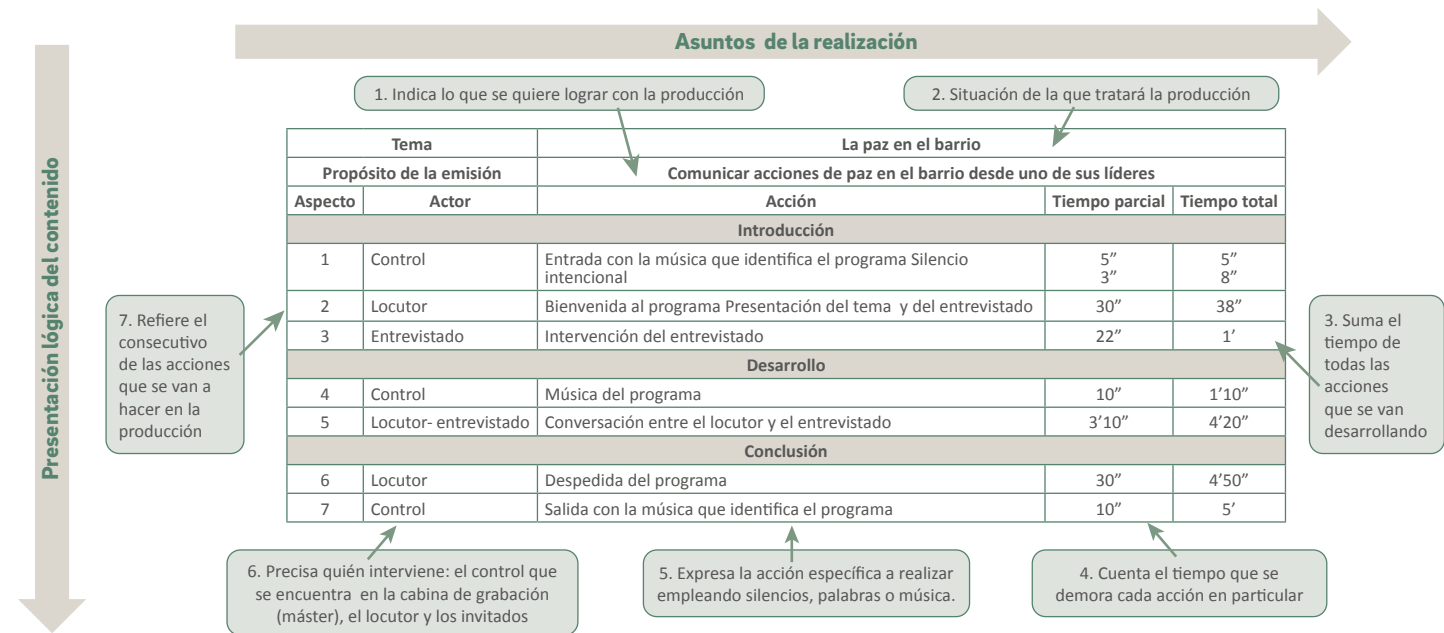 Asuntos de la realización
Presentación lógica del contenido
1. Indica lo que se quiere lograr con la producción
2. Situación de la que tratará la producción
Tema La paz en el barrio
Propósito de la emisión Comunicar acciones de paz en el barrio desde uno de sus líderes
Aspecto Actor Acción Tiempo parcial Tiempo total
Introducción
1 Control Entrada con la música que identifica el programa Silencio 5” 5”
intencional 3” 8”
2 Locutor Bienvenida al programa Presentación del tema y del entrevistado 30” 38”
3 Entrevistado Intervención del entrevistado 22” 1’
Desarrollo
4 Control Música del programa 10” 1’10”
5 Locutor- entrevistado Conversación entre el locutor y el entrevistado 3’10” 4’20”
Conclusión
6 Locutor Despedida del programa 30” 4’50”
7 Control Salida con la música que identifica el programa 10” 5’
3. Suma el
tiempo de
todas las
acciones
que se van
desarrollando
4. Cuenta el tiempo que se
demora cada acción en particular
5. Expresa la acción específica a realizar
empleando silencios, palabras o música.
6. Precisa quién interviene: el control que
se encuentra en la cabina de grabación
(máster), el locutor y los invitados
7. Refiere el
consecutivo
de las acciones
que se van a
hacer en la
producción